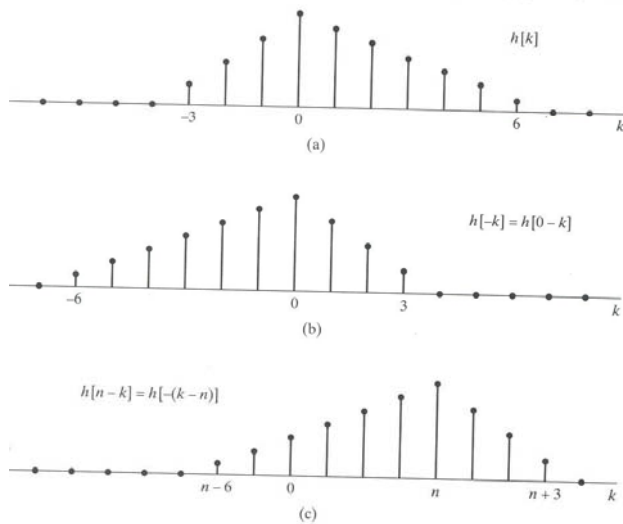 h[k]
−3
0
6
k
(a)
h[−k] = h[0 − k]
−6
0
3
k
(b)
h[n − k] = h[−(k − n)]
n − 6
0
n
n + 3
k
(c)